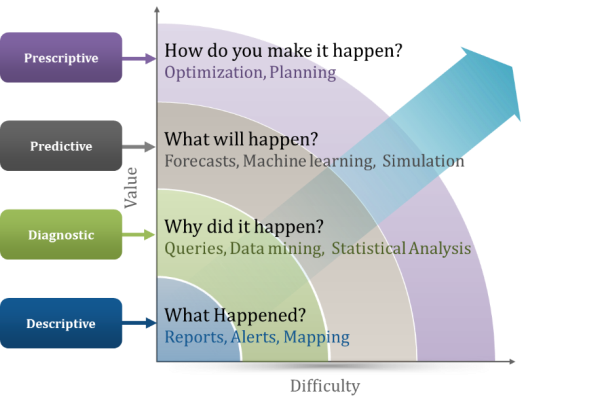 Prescriptive
How do you make it happen?
Optimization, Planning
Predictive
What will happen?
Forecasts, Machine learning, Simulation
Value
Diagnostic
Why did it happen?
Queries, Data mining, Statistical Analysis
Descriptive
What Happened?
Reports, Alerts, Mapping
Difficulty